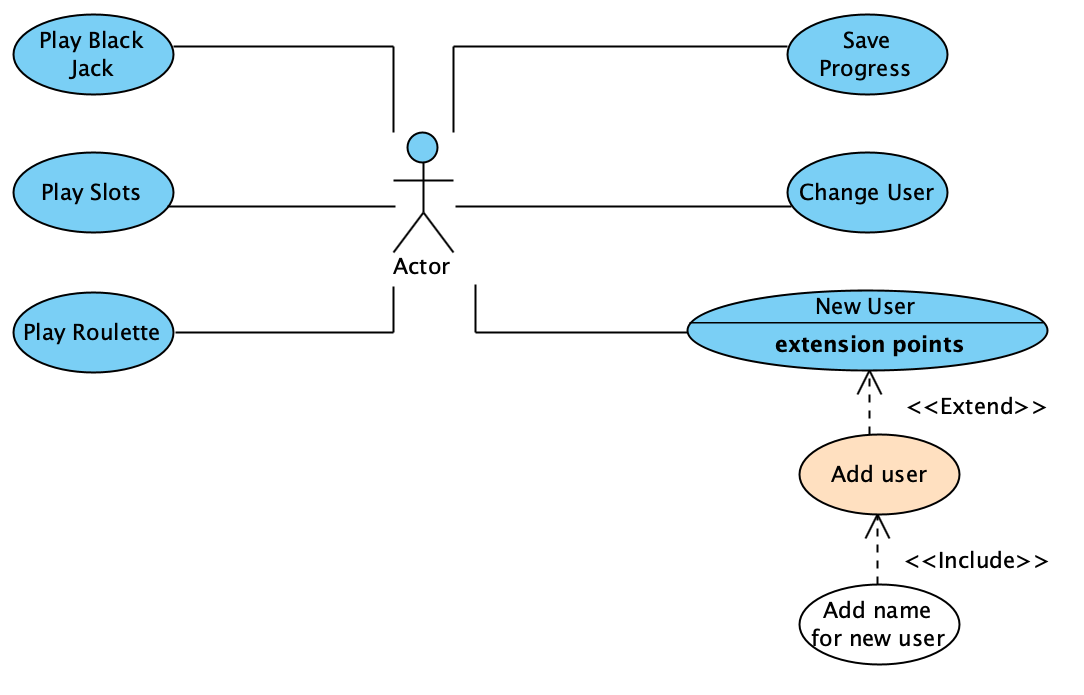 Play Black
Jack
Save
Progress
Play Slots
Change User
Actor
Play Roulette
New User
extension points
<<Extend>>
Add user
<<Include>>
Add name
for new user